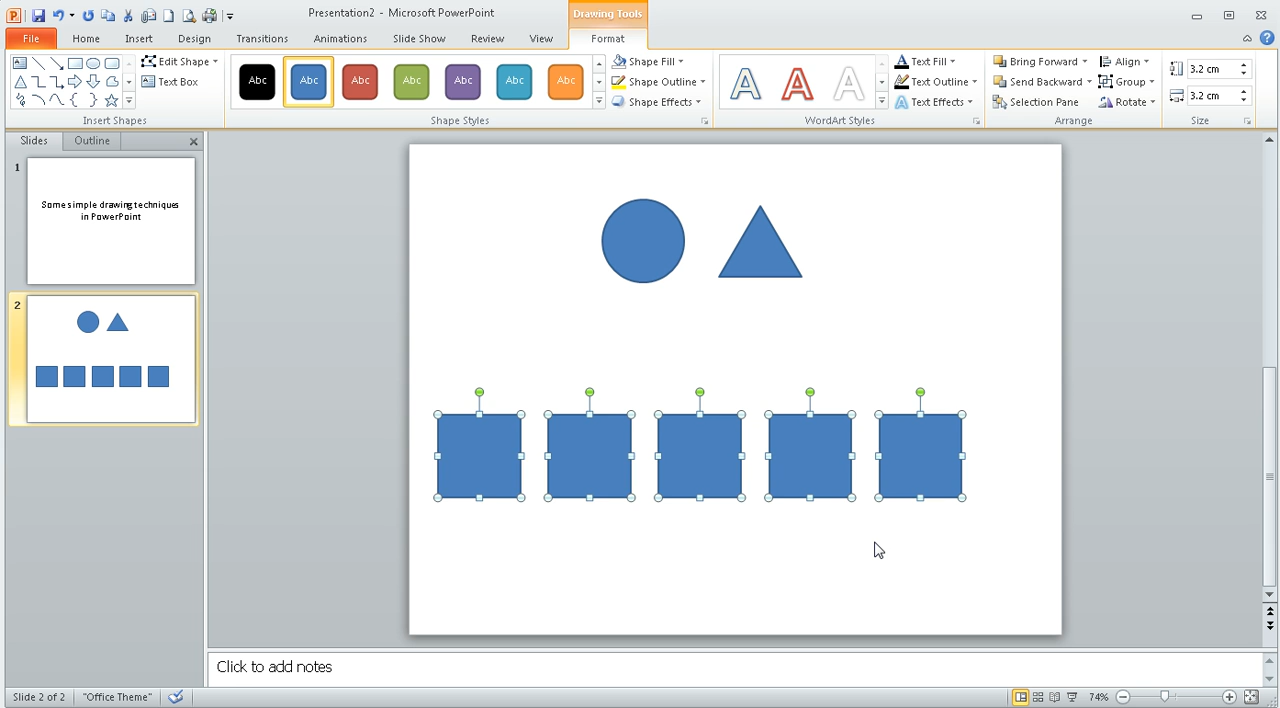 Presentation2 - Microsoft PowerPoint
Drawing Tools
File Home Insert Design Transitions Animations Slide Show Review View Format
Edit Shape
Text Box
Insert Shapes
Abc Abc Abc Abc Abc Abc Abc
Shape Fill
Shape Outline
Shape Effects
Shape Styles
A A A
Text Fill
Text Outline
Text Effects
WordArt Styles
Bring Forward
Send Backward
Selection Pane
Align
Group
Rotate
Arrange
3.2 cm
3.2 cm
Size
Slides Outline
1
Some simple drawing techniques
in PowerPoint
2
Click to add notes
Slide 2 of 2 "Office Theme" 74%